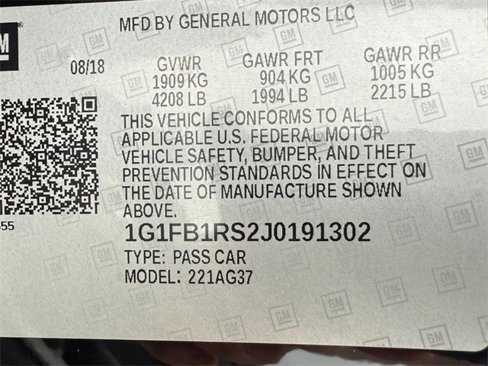 MFD BY GENERAL MOTORS LLC
GM
08/18 GVWR GAWR FRT GAWR RR
1909 KG 904 KG 1005 KG
4208 LB 1994 LB 2215 LB
THIS VEHICLE CONFORMS TO ALL
APPLICABLE U.S. FEDERAL MOTOR
VEHICLE SAFETY, BUMPER, AND THEFT
PREVENTION STANDARDS IN EFFECT ON
THE DATE OF MANUFACTURE SHOWN
ABOVE.
1G1FB1RS2J0191302
TYPE: PASS CAR
MODEL: 221AG37